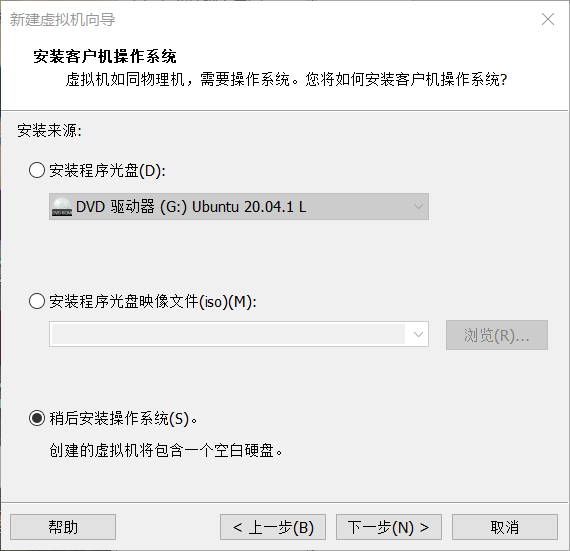 新建虚拟机向导
安装客户机操作系统
虚拟机如同物理机，需要操作系统。您将如何安装客户机操作系统?
安装来源:
安装程序光盘(D):
DVD 驱动器 (G:) Ubuntu 20.04.1 L
安装程序光盘映像文件(iso)(M):
浏览(R)...
稍后安装操作系统(S)。
创建的虚拟机将包含一个空白硬盘。
帮助
< 上一步(B)
下一步(N) >
取消